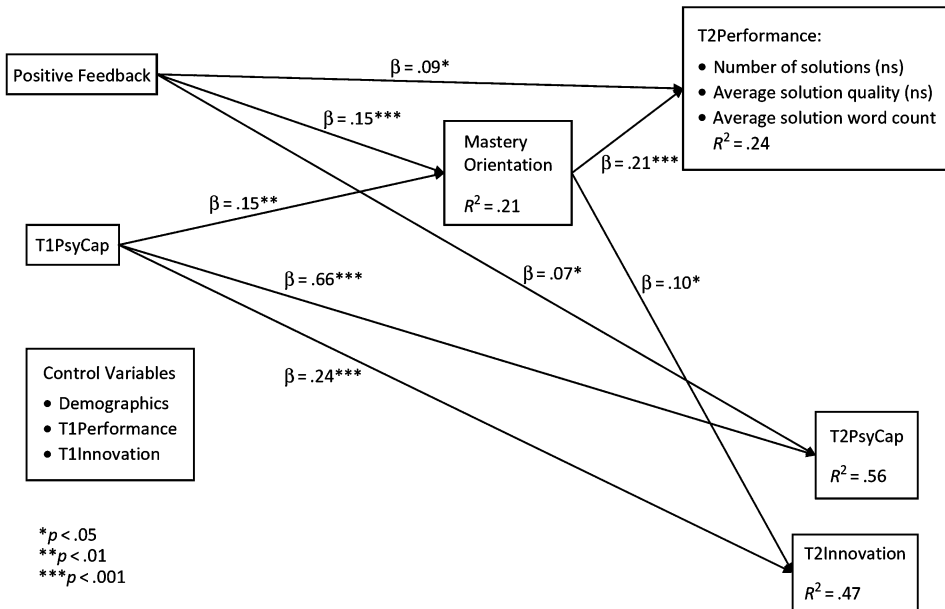 T2Performance:
• Number of solutions (ns)
• Average solution quality (ns)
• Average solution word count
R² = .24
Positive Feedback
β = .09*
β = .15***
Mastery
Orientation
R² = .21
β = .21***
β = .15**
T1PsyCap
β = .66***
β = .07*
β = .10*
β = .24***
Control Variables
• Demographics
• T1Performance
• T1Innovation
T2PsyCap
R² = .56
*p < .05
**p < .01
***p < .001
T2Innovation
R² = .47